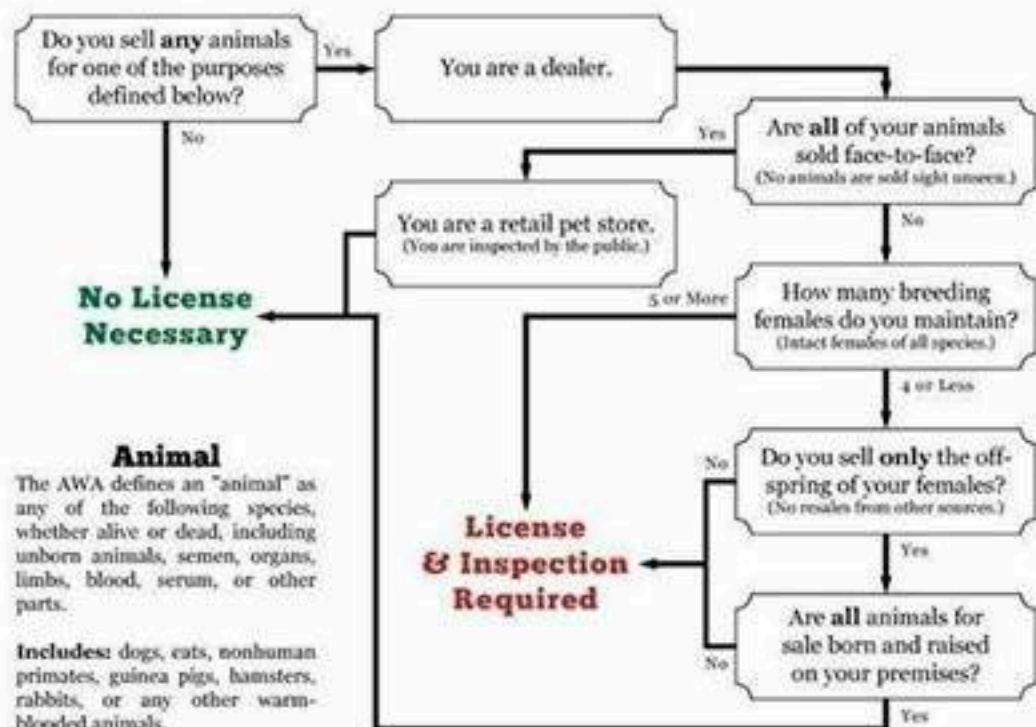 Do you sell any animals
for one of the purposes
defined below?
Yes
You are a dealer.
No
Are all of your animals
sold face-to-face?
(No animals are sold sight unseen.)
Yes
You are a retail pet store.
(You are inspected by the public.)
No
No License
Necessary
5 or More
How many breeding
females do you maintain?
(Intact females of all species.)
4 or Less
Animal
The AWA defines an "animal" as
any of the following species,
whether alive or dead, including
unborn animals, semen, organs,
limbs, blood, serum, or other
parts.
Includes: dogs, cats, nonhuman
primates, guinea pigs, hamsters,
rabbits, or any other warm-
blooded animals
License
& Inspection
Required
No
Do you sell only the off-
spring of your females?
(No resales from other sources.)
Yes
Are all animals for
sale born and raised
on your premises?
No
Yes